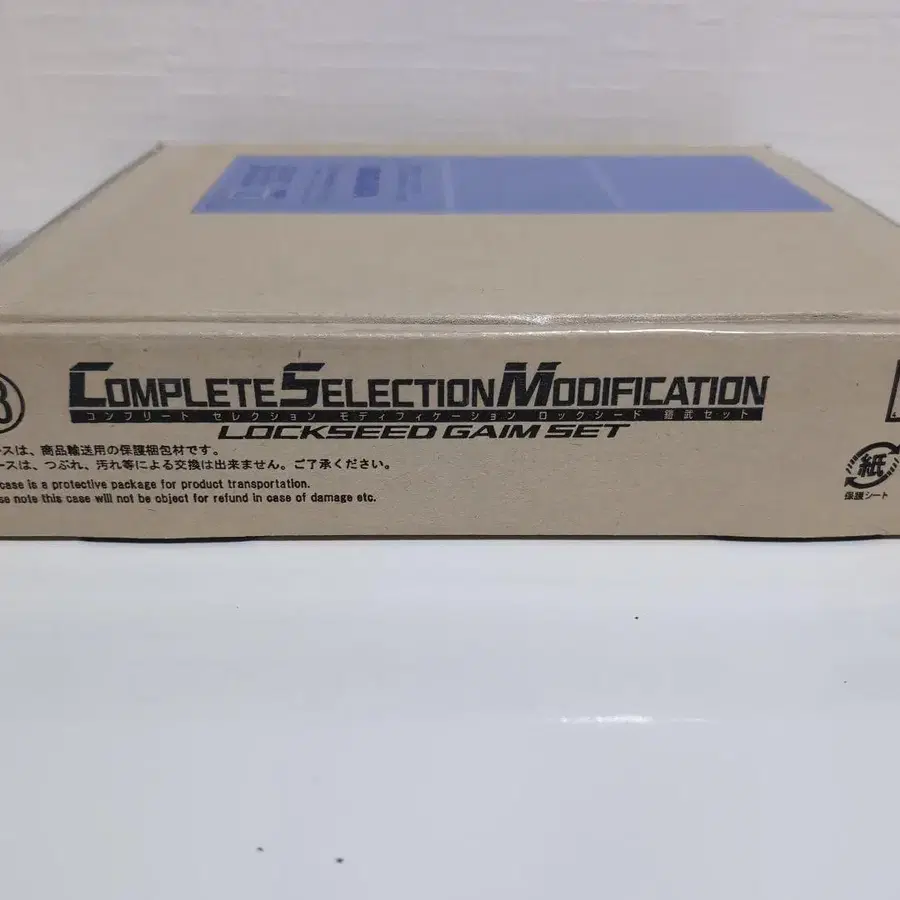 COMPLETE SELECTION MODIFICATION
コンプリート セレクション モディフィケーション ロックシード 鎧武セット
LOCKSEED GAIM SET
ースは、商品輸送用の保護梱包材です。
ースは、つぶれ、汚れ等による交換は出来ません。ご了承ください。
case is a protective package for product transportation.
se note this case will not be object for refund in case of damage etc.
紙
保護シート